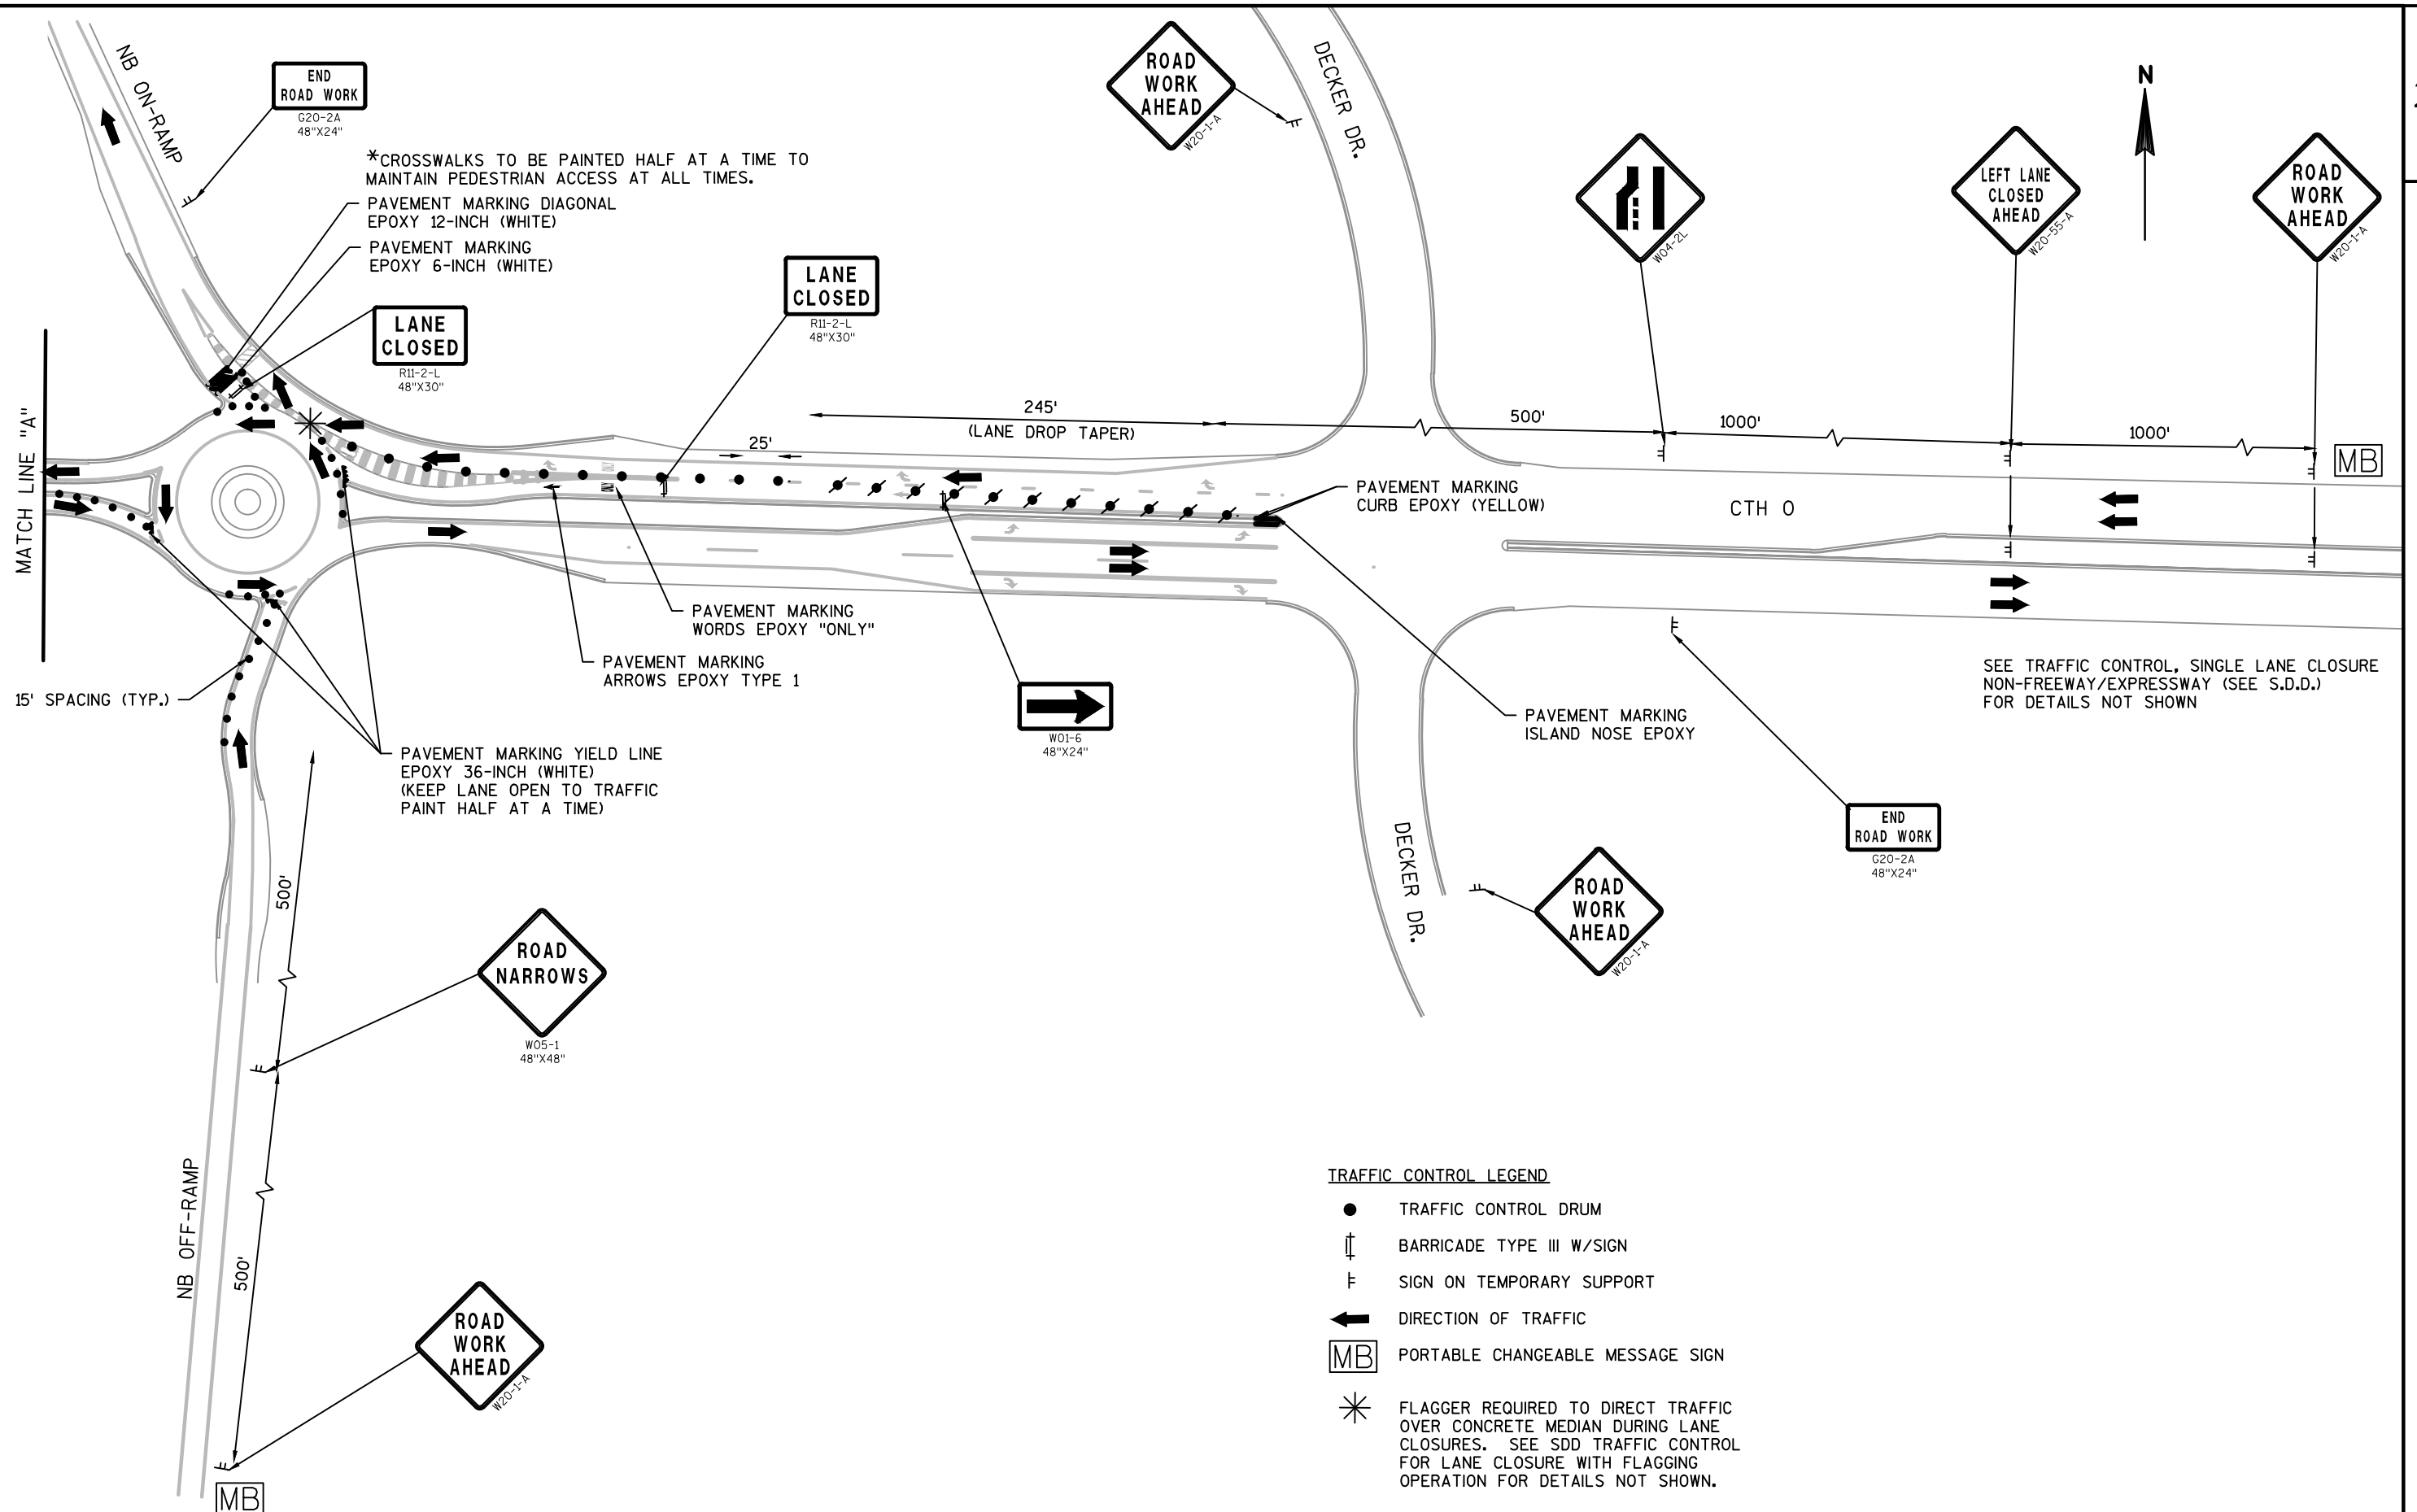 NB ON-RAMP
END
ROAD WORK
G20-2A
48"X24"
*CROSSWALKS TO BE PAINTED HALF AT A TIME TO
MAINTAIN PEDESTRIAN ACCESS AT ALL TIMES.
PAVEMENT MARKING DIAGONAL
EPOXY 12-INCH (WHITE)
PAVEMENT MARKING
EPOXY 6-INCH (WHITE)
LANE
CLOSED
R11-2-L
48"X30"
LANE
CLOSED
R11-2-L
48"X30"
ROAD
WORK
AHEAD
W20-1-A
DECKER DR.
W04-2L
LEFT LANE
CLOSED
AHEAD
W20-55-A
N
ROAD
WORK
AHEAD
W20-1-A
MATCH LINE "A"
245'
(LANE DROP TAPER)
25'
500'
1000'
1000'
MB
PAVEMENT MARKING
CURB EPOXY (YELLOW)
CTH O
PAVEMENT MARKING
WORDS EPOXY "ONLY"
PAVEMENT MARKING
ARROWS EPOXY TYPE 1
15' SPACING (TYP.)
W01-6
48"X24"
PAVEMENT MARKING
ISLAND NOSE EPOXY
SEE TRAFFIC CONTROL, SINGLE LANE CLOSURE
NON-FREEWAY/EXPRESSWAY (SEE S.D.D.)
FOR DETAILS NOT SHOWN
PAVEMENT MARKING YIELD LINE
EPOXY 36-INCH (WHITE)
(KEEP LANE OPEN TO TRAFFIC
PAINT HALF AT A TIME)
END
ROAD WORK
G20-2A
48"X24"
DECKER DR.
ROAD
WORK
AHEAD
W20-1-A
500'
ROAD
NARROWS
W05-1
48"X48"
NB OFF-RAMP
500'
ROAD
WORK
AHEAD
W20-1-A
MB
TRAFFIC CONTROL LEGEND
TRAFFIC CONTROL DRUM
BARRICADE TYPE III W/SIGN
SIGN ON TEMPORARY SUPPORT
DIRECTION OF TRAFFIC
MB PORTABLE CHANGEABLE MESSAGE SIGN
FLAGGER REQUIRED TO DIRECT TRAFFIC
OVER CONCRETE MEDIAN DURING LANE
CLOSURES. SEE SDD TRAFFIC CONTROL
FOR LANE CLOSURE WITH FLAGGING
OPERATION FOR DETAILS NOT SHOWN.